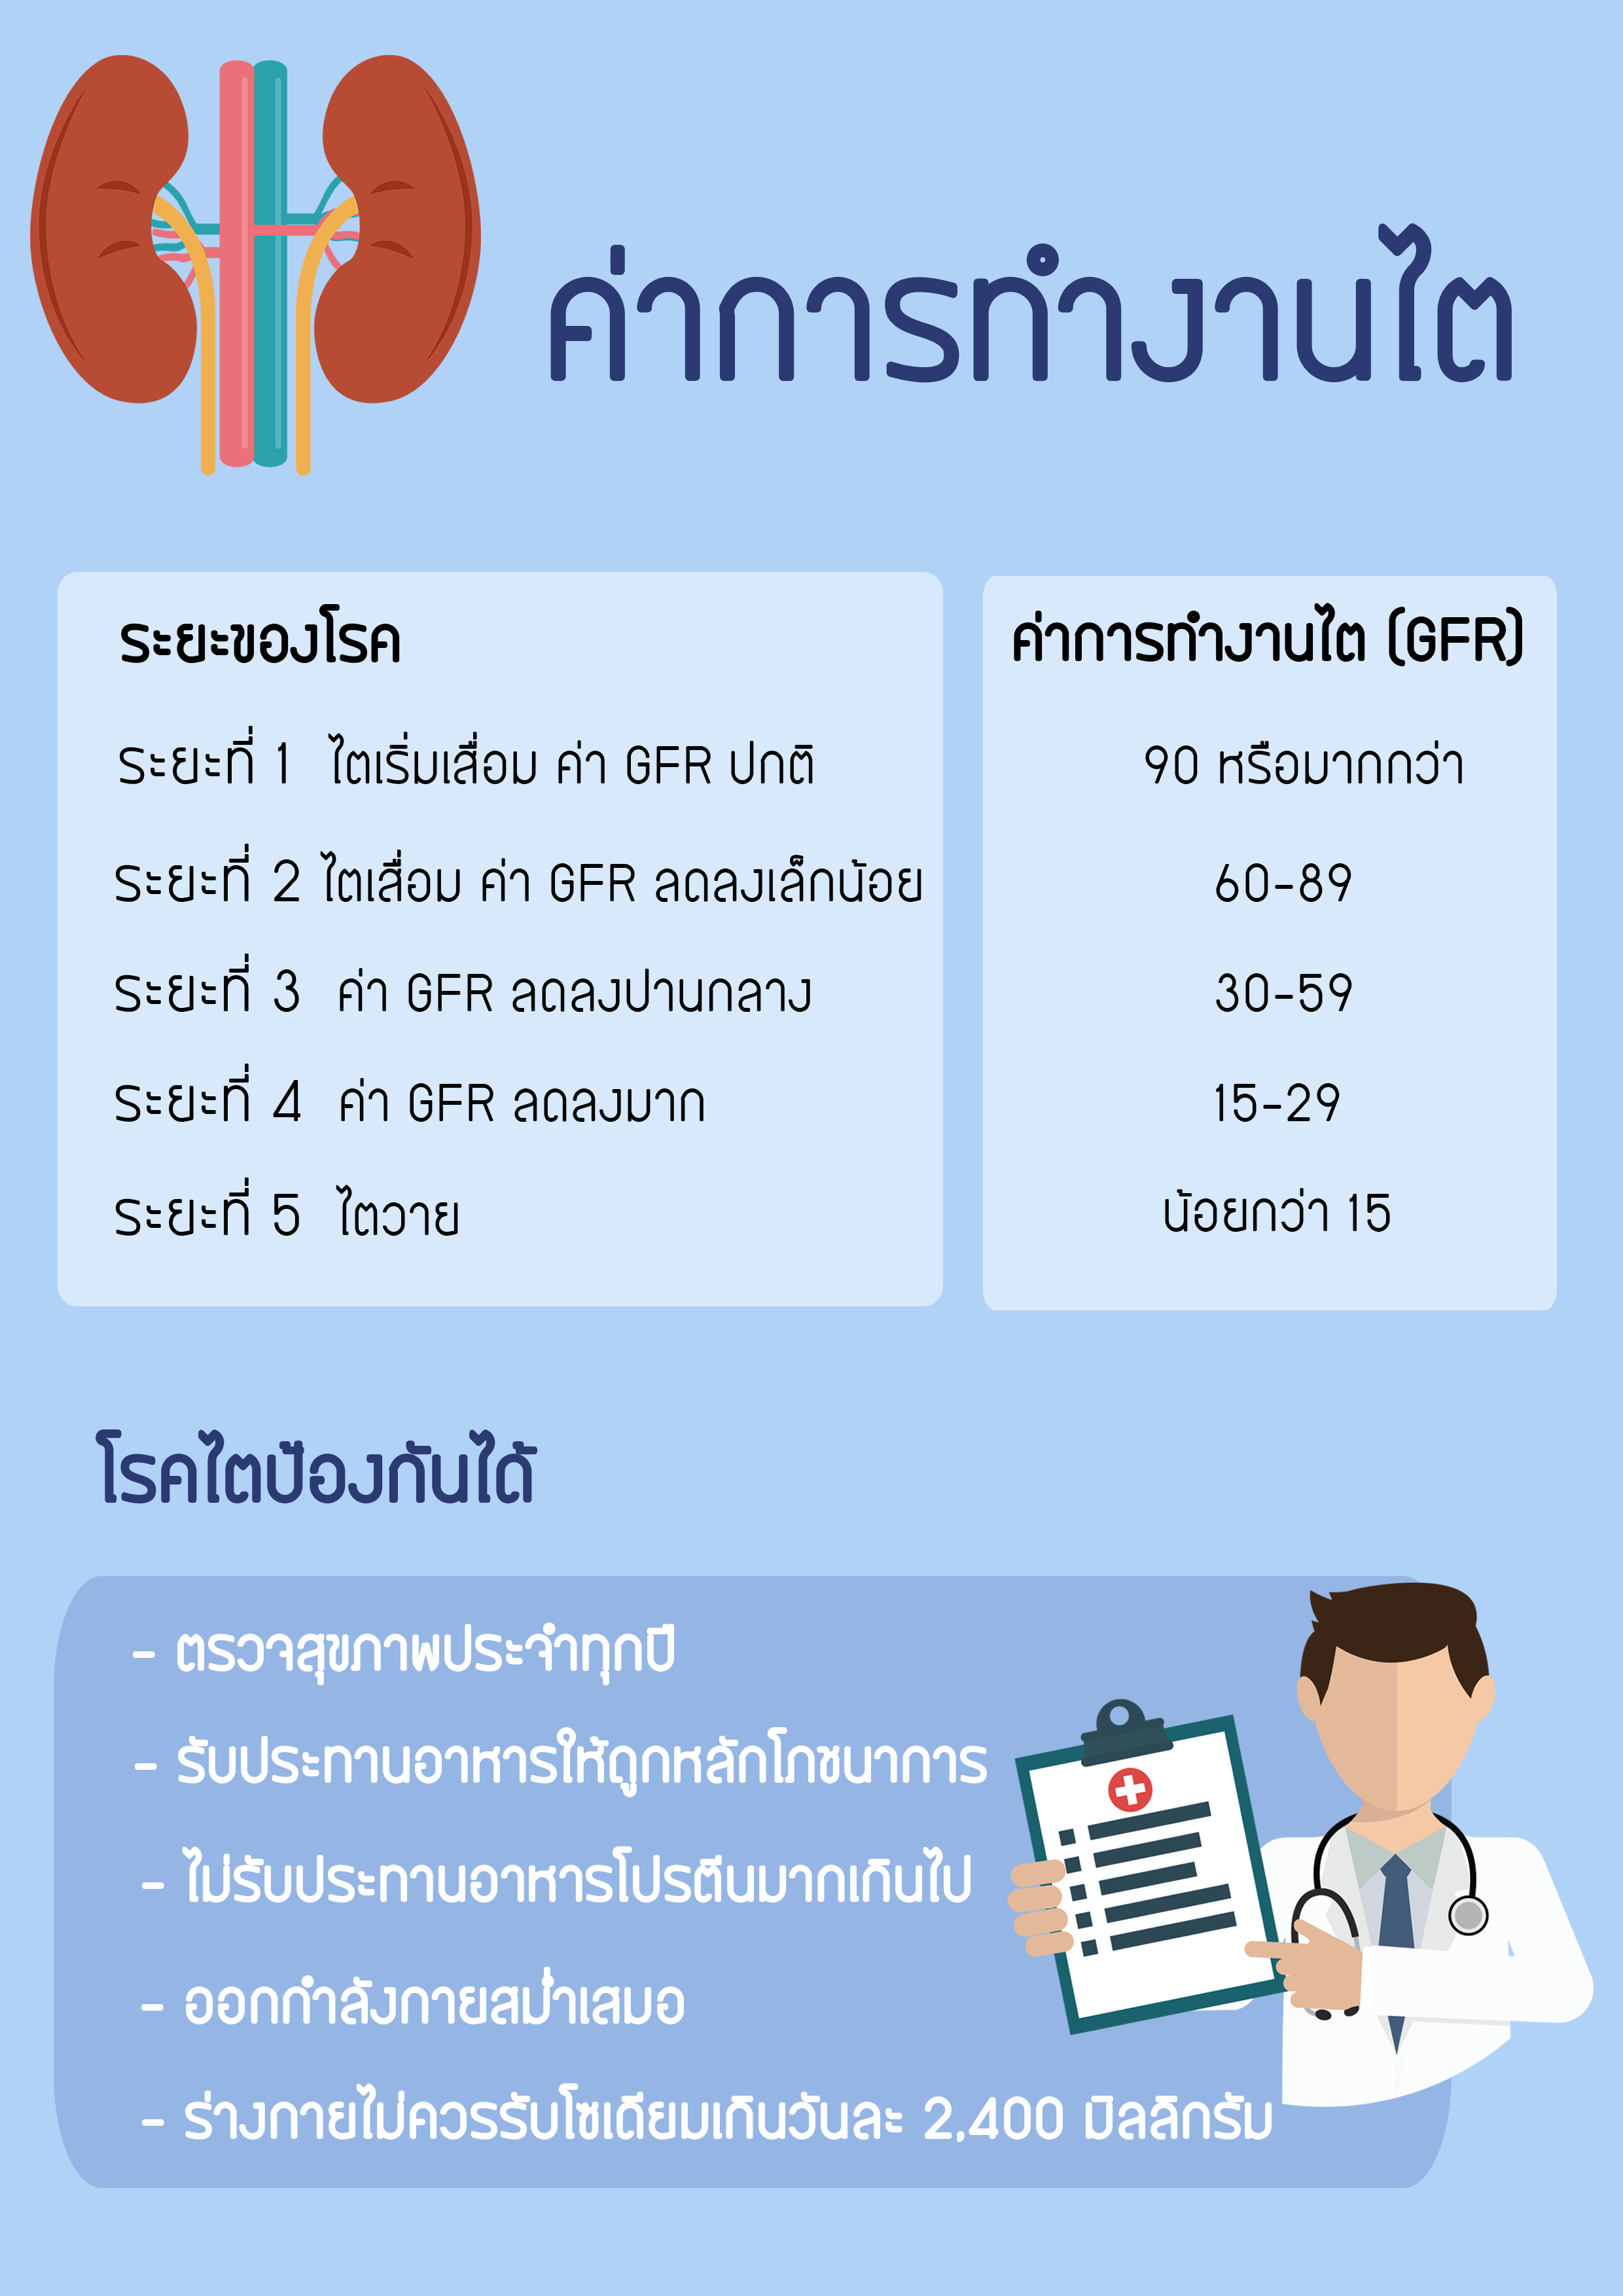 ค่าการทำงานไต
ระยะของโรค
ค่าการทำงานไต (GFR)
ระยะที่ 1 ไตเริ่มเสื่อม ค่า GFR ปกติ
90 หรือมากกว่า
ระยะที่ 2 ไตเสื่อม ค่า GFR ลดลงเล็กน้อย
60-89
ระยะที่ 3 ค่า GFR ลดลงปานกลาง
30-59
ระยะที่ 4 ค่า GFR ลดลงมาก
15-29
ระยะที่ 5 ไตวาย
น้อยกว่า 15
โรคไตป้องกันได้
- ตรวจสุขภาพประจำทุกปี
- รับประทานอาหารให้ถูกหลักโภชนาการ
- ไม่รับประทานอาหารโปรตีนมากเกินไป
- ออกกำลังกายสม่ำเสมอ
- ร่างกายไม่ควรรับโซเดียมเกินวันละ 2,400 มิลลิกรัม